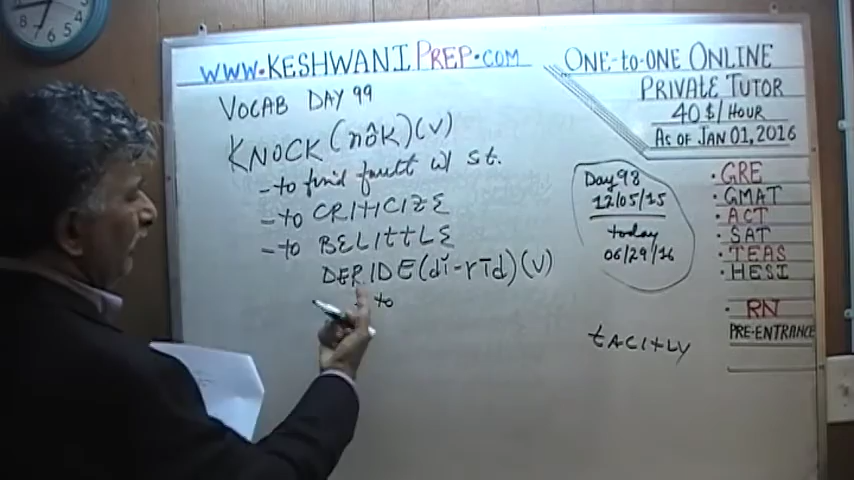 WWW.KESHWANIPREP.COM
VOCAB DAY 99
KNOCK (nôk)(v)
- to find fault w/ st.
- to CRITICIZE
- to BELITTLE
DERIDE (dĭ-rīd)(v)
- to
ONE-to-ONE ONLINE
PRIVATE TUTOR
40 $/HOUR
AS OF JAN 01, 2016
Day 98
12/05/15
today
06/29/16
tACItLY
• GRE
• GMAT
• ACT
• SAT
• TEAS
• HESI
• RN
PRE-ENTRANCE